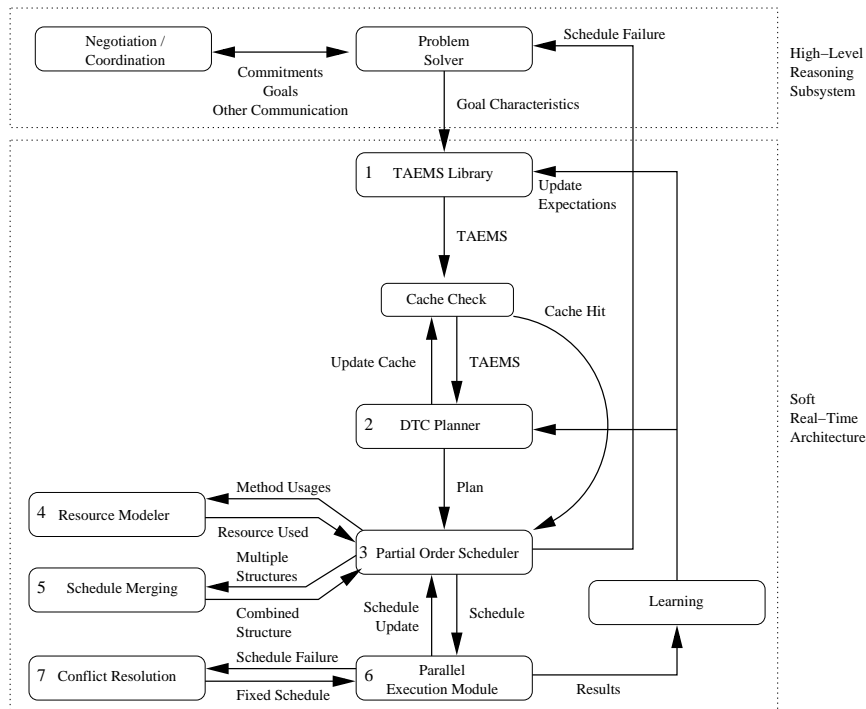 Negotiation /
Coordination
Problem
Solver
Schedule Failure
High–Level
Reasoning
Subsystem
Commitments
Goals
Other Communication
Goal Characteristics
1
TAEMS Library
Update
Expectations
TAEMS
Cache Check
Cache Hit
Update Cache
TAEMS
Soft
Real–Time
Architecture
2
DTC Planner
Plan
Method Usages
4
Resource Modeler
Resource Used
3
Partial Order Scheduler
Multiple
Structures
5
Schedule Merging
Combined
Structure
Schedule
Update
Schedule
Learning
Schedule Failure
7
Conflict Resolution
Fixed Schedule
6
Parallel
Execution Module
Results